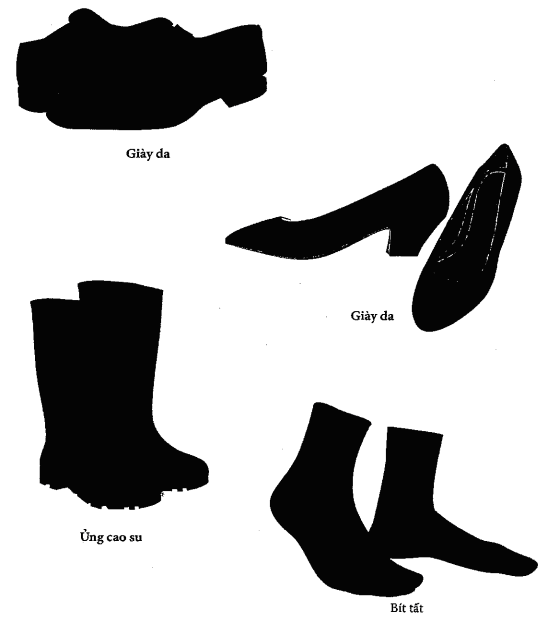 Giày da
Giày da
Ủng cao su
Bít tất